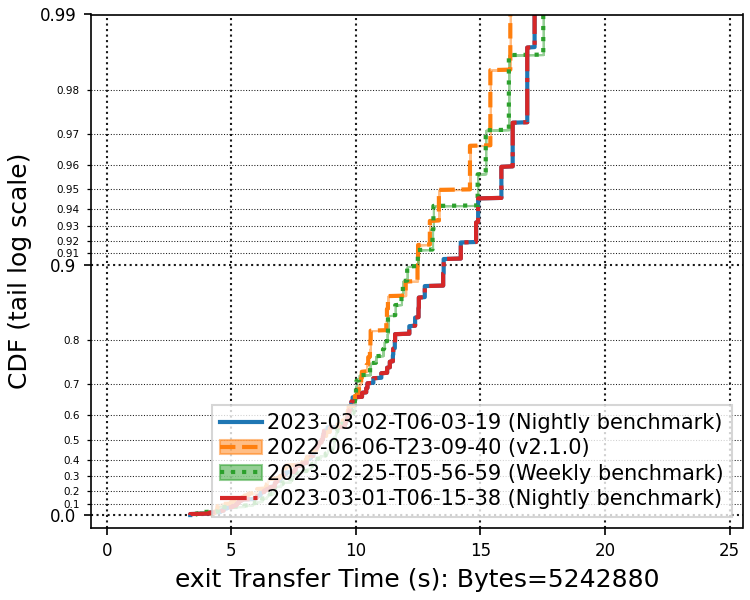 0.99
0.98
0.97
0.96
0.95
0.94
0.93
0.92
0.91
0.9
0.8
0.7
0.6
0.5
0.4
0.3
0.2
0.1
0.0
CDF (tail log scale)
2023-03-02-T06-03-19 (Nightly benchmark)
2022-06-06-T23-09-40 (v2.1.0)
2023-02-25-T05-56-59 (Weekly benchmark)
2023-03-01-T06-15-38 (Nightly benchmark)
0 5 10 15 20 25
exit Transfer Time (s): Bytes=5242880